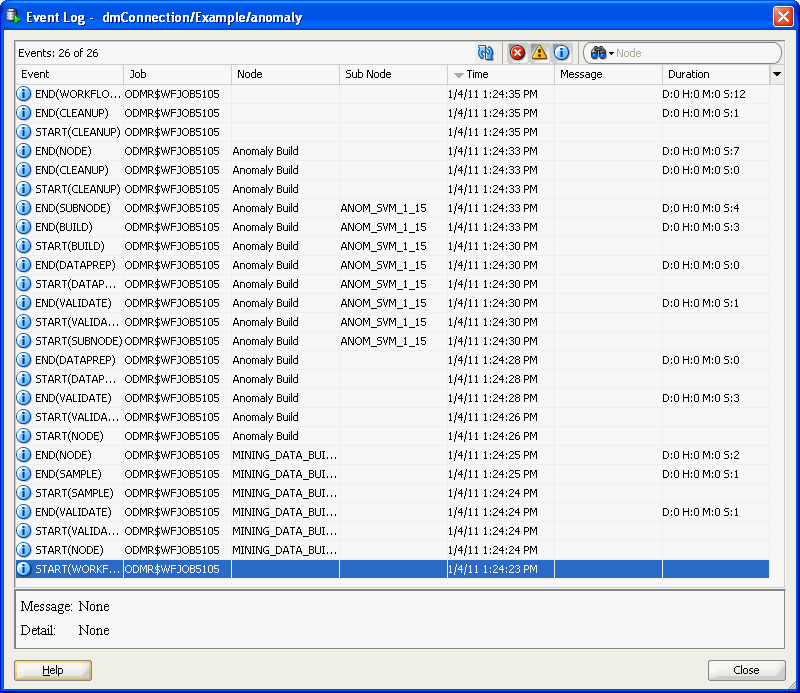 Event Log -  dmConnection/Example/anomaly
Events: 26 of 26 Node
Event Job Node Sub Node Time Message Duration
END(WORKFLO... ODMR$WFJOB5105 1/4/11 1:24:35 PM D:0 H:0 M:0 S:12
END(CLEANUP) ODMR$WFJOB5105 1/4/11 1:24:35 PM D:0 H:0 M:0 S:1
START(CLEANUP) ODMR$WFJOB5105 1/4/11 1:24:35 PM
END(NODE) ODMR$WFJOB5105 Anomaly Build 1/4/11 1:24:33 PM D:0 H:0 M:0 S:7
END(CLEANUP) ODMR$WFJOB5105 Anomaly Build 1/4/11 1:24:33 PM D:0 H:0 M:0 S:0
START(CLEANUP) ODMR$WFJOB5105 Anomaly Build 1/4/11 1:24:33 PM
END(SUBNODE) ODMR$WFJOB5105 Anomaly Build ANOM_SVM_1_15 1/4/11 1:24:33 PM D:0 H:0 M:0 S:4
END(BUILD) ODMR$WFJOB5105 Anomaly Build ANOM_SVM_1_15 1/4/11 1:24:33 PM D:0 H:0 M:0 S:3
START(BUILD) ODMR$WFJOB5105 Anomaly Build ANOM_SVM_1_15 1/4/11 1:24:30 PM
END(DATAPREP) ODMR$WFJOB5105 Anomaly Build ANOM_SVM_1_15 1/4/11 1:24:30 PM D:0 H:0 M:0 S:0
START(DATAP... ODMR$WFJOB5105 Anomaly Build ANOM_SVM_1_15 1/4/11 1:24:30 PM
END(VALIDATE) ODMR$WFJOB5105 Anomaly Build ANOM_SVM_1_15 1/4/11 1:24:30 PM D:0 H:0 M:0 S:1
START(VALIDA... ODMR$WFJOB5105 Anomaly Build ANOM_SVM_1_15 1/4/11 1:24:30 PM
START(SUBNODE) ODMR$WFJOB5105 Anomaly Build ANOM_SVM_1_15 1/4/11 1:24:30 PM
END(DATAPREP) ODMR$WFJOB5105 Anomaly Build 1/4/11 1:24:28 PM D:0 H:0 M:0 S:0
START(DATAP... ODMR$WFJOB5105 Anomaly Build 1/4/11 1:24:28 PM
END(VALIDATE) ODMR$WFJOB5105 Anomaly Build 1/4/11 1:24:28 PM D:0 H:0 M:0 S:3
START(VALIDA... ODMR$WFJOB5105 Anomaly Build 1/4/11 1:24:26 PM
START(NODE) ODMR$WFJOB5105 Anomaly Build 1/4/11 1:24:26 PM
END(NODE) ODMR$WFJOB5105 MINING_DATA_BUI... 1/4/11 1:24:25 PM D:0 H:0 M:0 S:2
END(SAMPLE) ODMR$WFJOB5105 MINING_DATA_BUI... 1/4/11 1:24:25 PM D:0 H:0 M:0 S:1
START(SAMPLE) ODMR$WFJOB5105 MINING_DATA_BUI... 1/4/11 1:24:24 PM
END(VALIDATE) ODMR$WFJOB5105 MINING_DATA_BUI... 1/4/11 1:24:24 PM D:0 H:0 M:0 S:1
START(VALIDA... ODMR$WFJOB5105 MINING_DATA_BUI... 1/4/11 1:24:24 PM
START(NODE) ODMR$WFJOB5105 MINING_DATA_BUI... 1/4/11 1:24:24 PM
START(WORKF... ODMR$WFJOB5105 1/4/11 1:24:23 PM
Message: None
Detail: None
Help Close